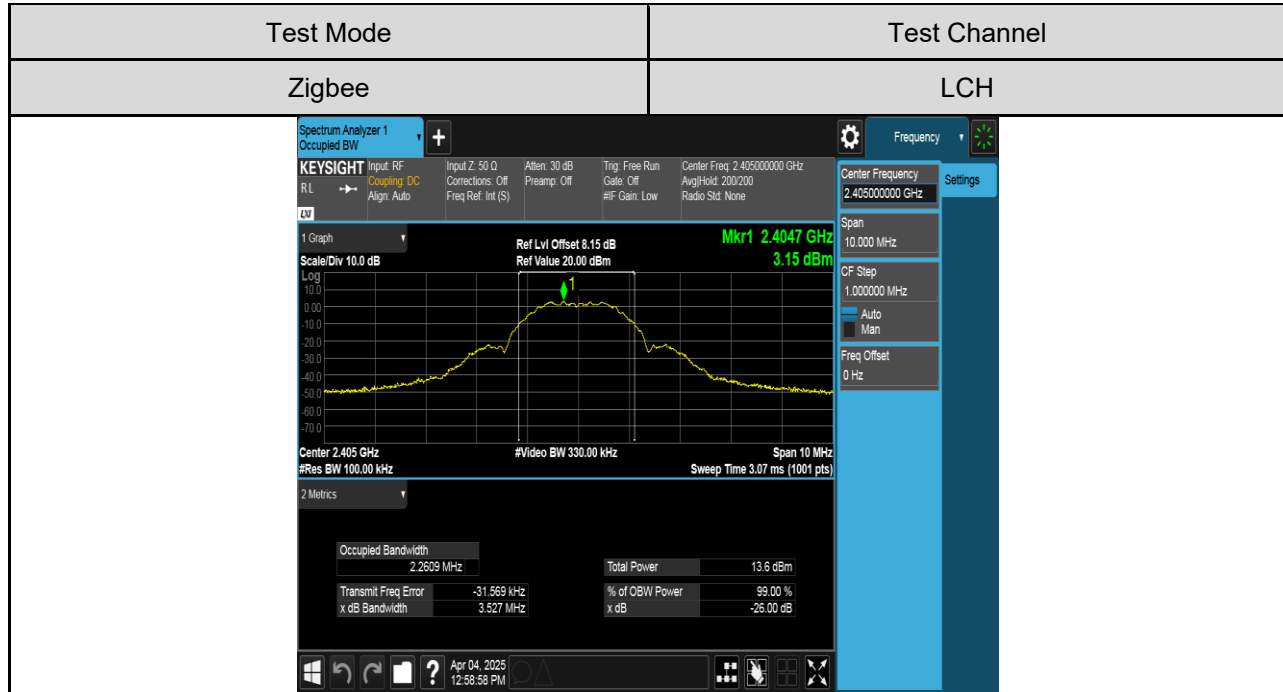 Test Mode
Test Channel
Zigbee
LCH
Spectrum Analyzer 1
Occupied BW
+
Frequency
KEYSIGHT
RL
LXI
Input: RF
Coupling: DC
Align: Auto
Input Z: 50 Ω
Corrections: Off
Freq Ref: Int (S)
Atten: 30 dB
Preamp: Off
Trig: Free Run
Gate: Off
#IF Gain: Low
Center Freq: 2.405000000 GHz
Avg|Hold: 200/200
Radio Std: None
Center Frequency
2.405000000 GHz
Settings
Span
10.000 MHz
CF Step
1.000000 MHz
Auto
Man
Freq Offset
0 Hz
1 Graph
Scale/Div 10.0 dB
Ref Lvl Offset 8.15 dB
Ref Value 20.00 dBm
Mkr1 2.4047 GHz
3.15 dBm
Log
1
10.0
0.00
-10.0
-20.0
-30.0
-40.0
-50.0
-60.0
-70.0
Center 2.405 GHz
#Video BW 330.00 kHz
Span 10 MHz
#Res BW 100.00 kHz
Sweep Time 3.07 ms (1001 pts)
2 Metrics
Occupied Bandwidth
2.2609 MHz
Total Power 13.6 dBm
Transmit Freq Error -31.569 kHz
% of OBW Power 99.00 %
x dB Bandwidth 3.527 MHz
x dB -26.00 dB
?
Apr 04, 2025
12:58:58 PM